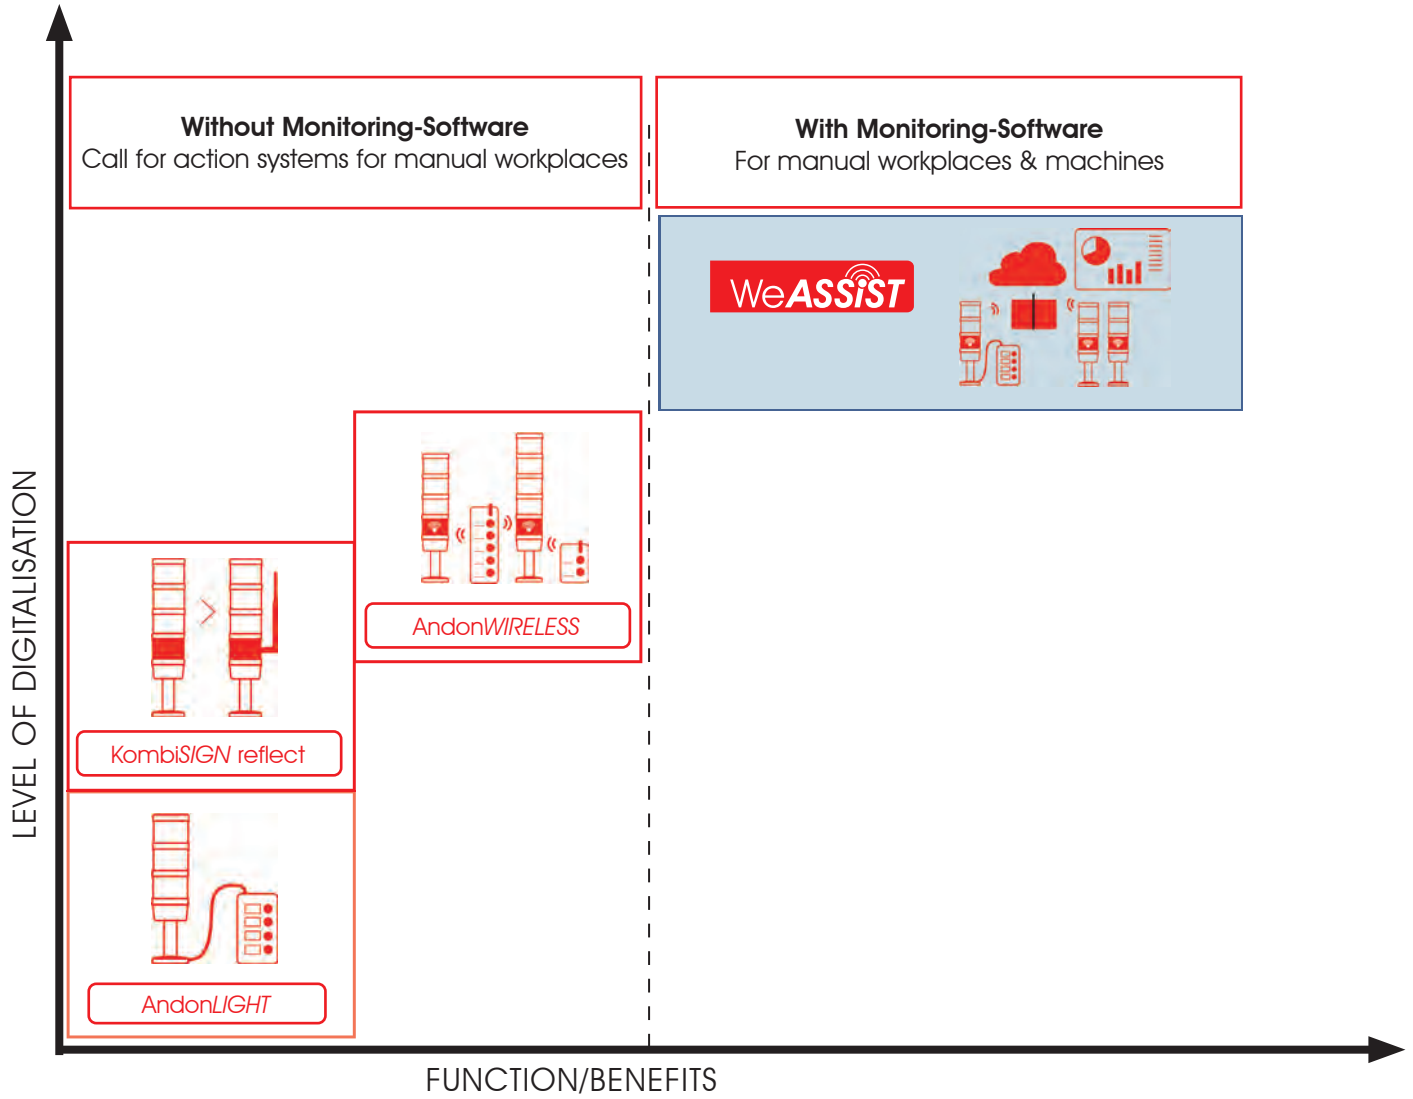 Without Monitoring-Software
Call for action systems for manual workplaces
With Monitoring-Software
For manual workplaces & machines
WeASSiST
AndonWIRELESS
KombiSIGN reflect
AndonLIGHT
LEVEL OF DIGITALISATION
FUNCTION/BENEFITS